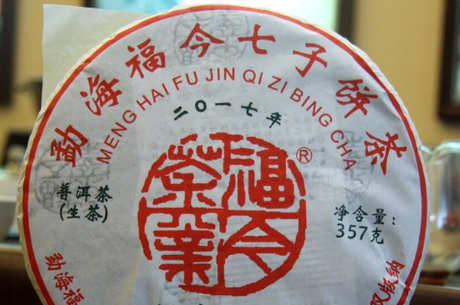 勐海福今七子饼茶
MENG HAI FU JIN QI ZI BING CHA
二〇一七年
福今茶業
®
普洱茶
(生茶)
净含量:
357克
勐海福
版纳